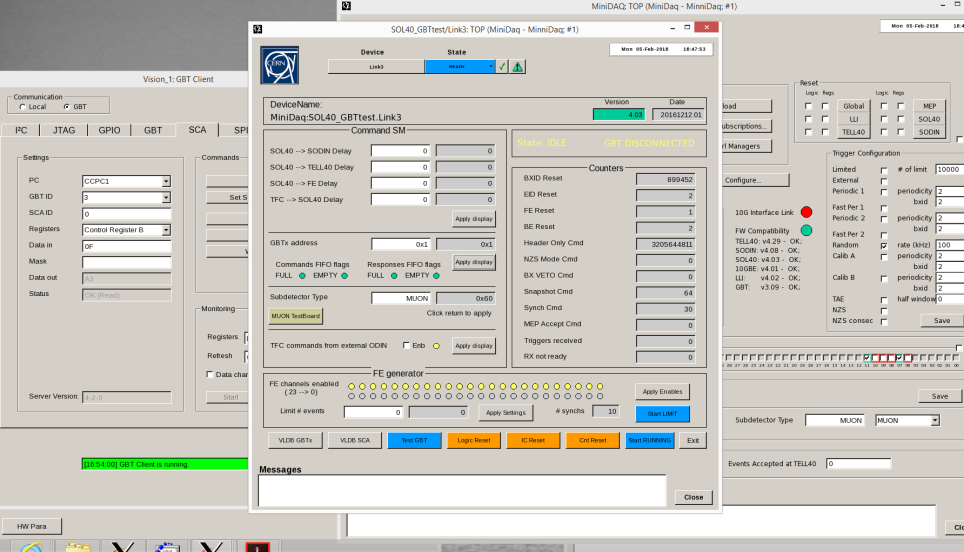 MiniDAQ: TOP (MiniDaq - MinniDaq; #1)
Mon 05-Feb-2018
Vision_1: GBT Client
Communication
Local
GBT
I²C
JTAG
GPIO
GBT
SCA
Settings
PC
CCPC1
GBT ID
3
SCA ID
0
Registers
Control Register B
Data in
0F
Mask
Data out
A3
Status
OK (Read)
Server Version:
4-2-0
Commands
Monitoring
Registers
Refresh
Start
[16:54:00] GBT Client is running.
HW Para
SOL40_GBTtest/Link3: TOP (MiniDaq - MinniDaq; #1)
CERN
Device
State
Link3
READY
Mon 05-Feb-2018 18:47:53
DeviceName:
MiniDaq:SOL40_GBTtest.Link3
Version
Date
4.03
20161212.01
Command SM
SOL40 --> SODIN Delay
0
0
SOL40 --> TELL40 Delay
0
0
SOL40 --> FE Delay
0
0
TFC --> SOL40 Delay
0
0
Apply display
GBTx address
0x1
0x1
Commands FIFO flags
Responses FIFO flags
Apply display
FULL
EMPTY
FULL
EMPTY
Subdetector Type
MUON
0x60
MUON TestBoard
Click return to apply
TFC commands from external ODIN
Enb
Apply display
State: IDLE
GBT DISCONNECTED
Counters
BXID Reset
899452
EID Reset
2
FE Reset
1
BE Reset
2
Header Only Cmd
3205644811
NZS Mode Cmd
0
BX VETO Cmd
0
Snapshot Cmd
64
Synch Cmd
30
MEP Accept Cmd
0
Triggers received
0
RX not ready
0
FE generator
FE channels enabled
( 23 --> 0)
Apply Enables
Limit # events
0
0
Apply Settings
# synchs
10
Start LIMIT
VLDB GBTx
VLDB SCA
Test GBT
Logic Reset
IC Reset
Cnt Reset
Start RUNNING
Exit
Messages
Close
Configure...
10G Interface Link
FW Compatibility
TELL40: v4.29 - OK;
SODIN: v4.08 - OK;
SOL40: v4.03 - OK;
10GBE: v4.01 - OK;
LLI: v4.02 - OK;
GBT: v3.09 - OK;
Reset
Logic Regs
Logic Regs
Global
MEP
LLI
SOL40
TELL40
SODIN
Trigger Configuration
Limited
# of limit
10000
External
Periodic 1
periodicity
2
bxid
2
Fast Per 1
Periodic 2
periodicity
2
bxid
2
Fast Per 2
Random
rate (kHz)
100
Calib A
periodicity
2
bxid
2
Calib B
periodicity
2
bxid
2
TAE
half window
0
NZS
NZS consec
Save
Save
Subdetector Type
MUON
MUON
Events Accepted at TELL40
0